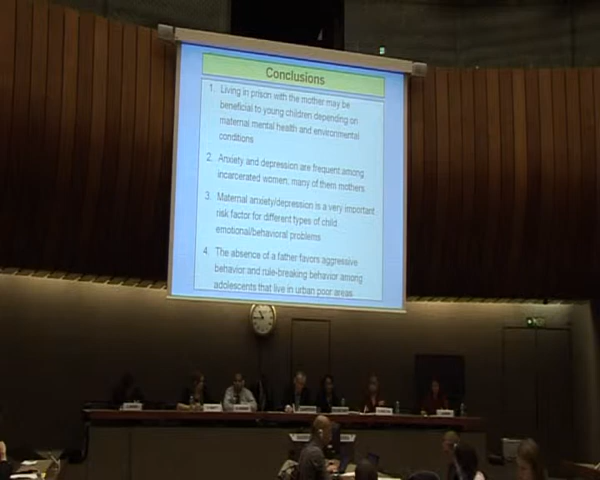 Conclusions
1. Living in prison with the mother may be
beneficial to young children depending on
maternal mental health and environmental
conditions
2. Anxiety and depression are frequent among
incarcerated women; many of them mothers.
3. Maternal anxiety/depression is a very important
risk factor for different types of child
emotional/behavioral problems
4. The absence of a father favors aggressive
behavior and rule-breaking behavior among
adolescents that live in urban poor areas